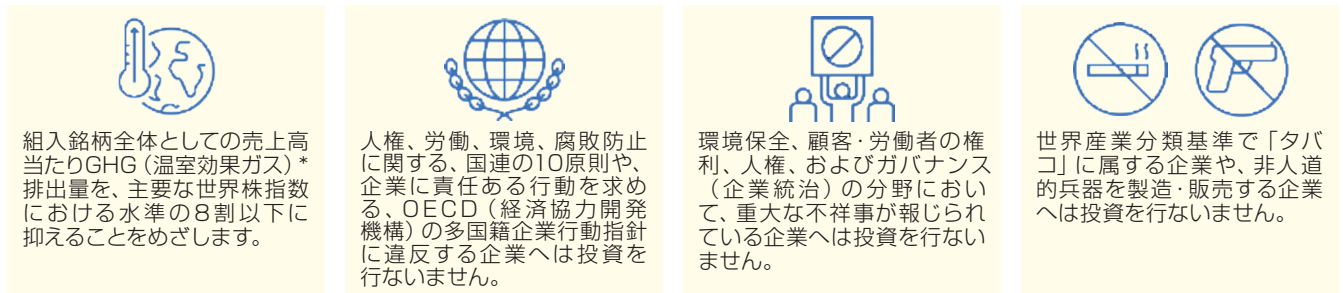 組入銘柄全体としての売上高
当たりGHG（温室効果ガス）*
排出量を、主要な世界株指数
における水準の8割以下に
抑えることをめざします。
人権、労働、環境、腐敗防止
に関する、国連の10原則や、
企業に責任ある行動を求め
る、OECD（経済協力開発
機構）の多国籍企業行動指針
に違反する企業へは投資を
行ないません。
環境保全、顧客・労働者の権
利、人権、およびガバナンス
（企業統治）の分野におい
て、重大な不祥事が報じられ
ている企業へは投資を行ない
ません。
世界産業分類基準で「タバ
コ」に属する企業や、非人道
的兵器を製造・販売する企業
へは投資を行ないません。